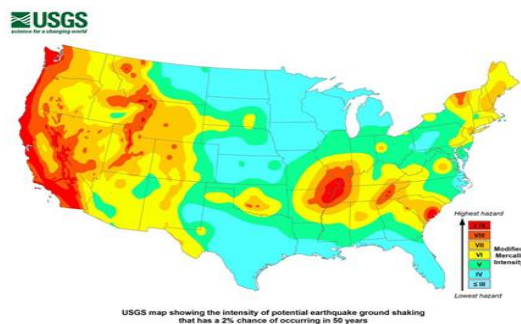 USGS
science for a changing world
Highest hazard
≥ IX
VIII
VII
VI
V
IV
≤ III
Modified
Mercalli
Intensity
Lowest hazard
USGS map showing the intensity of potential earthquake ground shaking
that has a 2% chance of occurring in 50 years